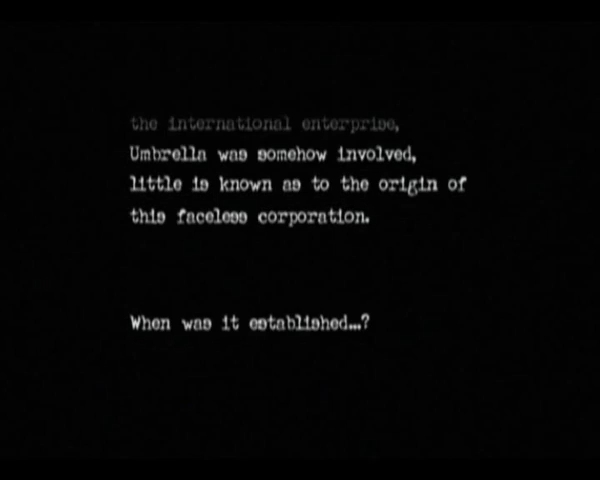 the international enterprise,
Umbrella was somehow involved,
little is known as to the origin of
this faceless corporation.
When was it established...?